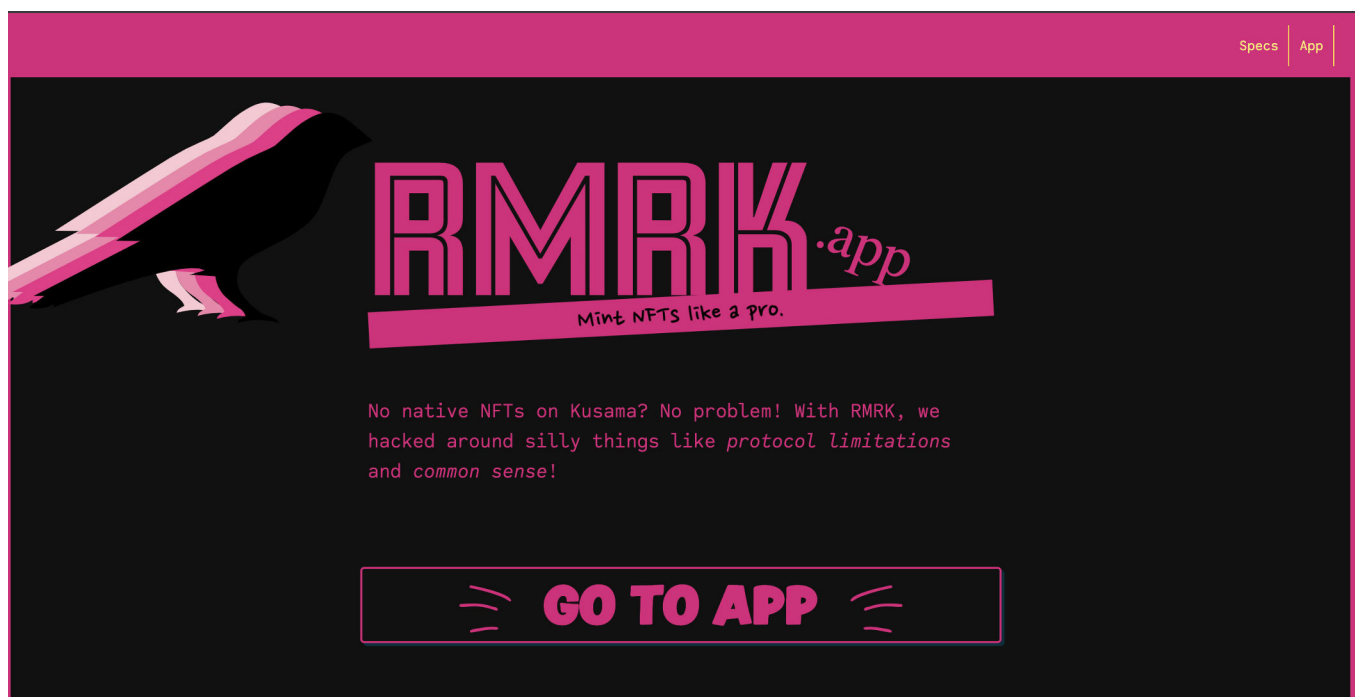 Specs App
RMRK.app
Mint NFTs like a pro.
No native NFTs on Kusama? No problem! With RMRK, we
hacked around silly things like protocol limitations
and common sense!
GO TO APP